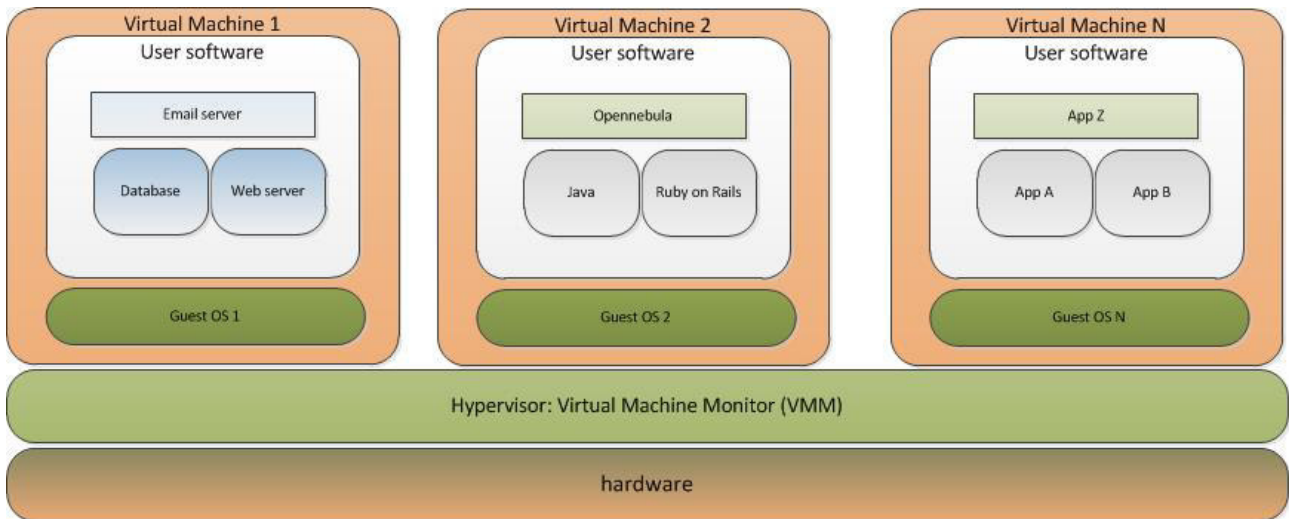 Virtual Machine 1
User software
Email server
Database
Web server
Guest OS 1
Virtual Machine 2
User software
Opennebula
Java
Ruby on Rails
Guest OS 2
Virtual Machine N
User software
App Z
App A
App B
Guest OS N
Hypervisor: Virtual Machine Monitor (VMM)
hardware